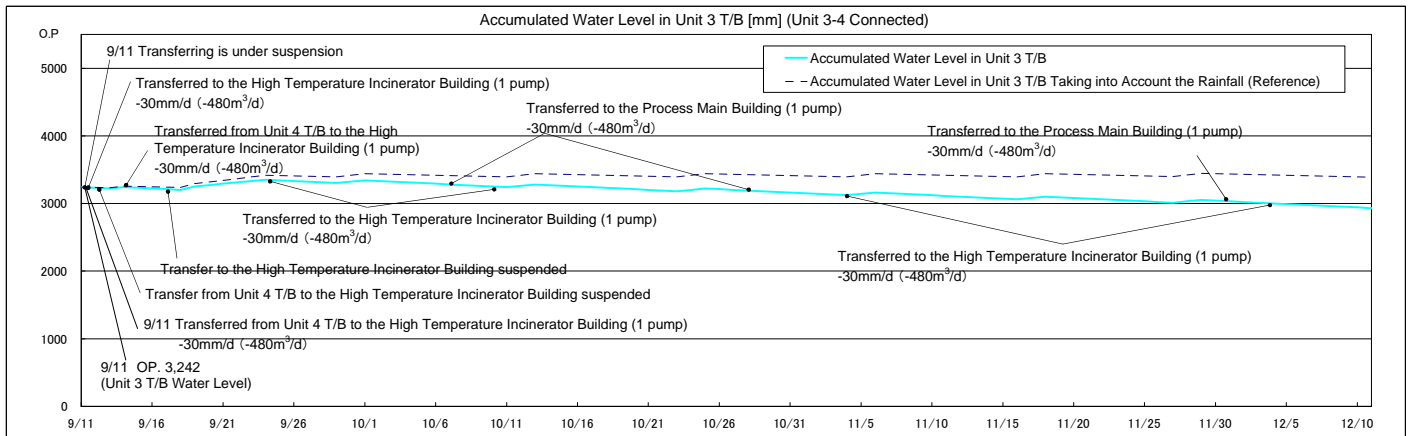 Accumulated Water Level in Unit 3 T/B [mm] (Unit 3-4 Connected)
O.P
9/11 Transferring is under suspension
Accumulated Water Level in Unit 3 T/B
Accumulated Water Level in Unit 3 T/B Taking into Account the Rainfall (Reference)
5000
Transferred to the High Temperature Incinerator Building (1 pump)
-30mm/d (-480m³/d)
Transferred to the Process Main Building (1 pump)
-30mm/d (-480m³/d)
4000
Transferred from Unit 4 T/B to the High
Temperature Incinerator Building (1 pump)
-30mm/d (-480m³/d)
Transferred to the Process Main Building (1 pump)
-30mm/d (-480m³/d)
3000
Transferred to the High Temperature Incinerator Building (1 pump)
-30mm/d (-480m³/d)
Transferred to the High Temperature Incinerator Building (1 pump)
-30mm/d (-480m³/d)
2000
Transfer to the High Temperature Incinerator Building suspended
Transfer from Unit 4 T/B to the High Temperature Incinerator Building suspended
1000
9/11 Transferred from Unit 4 T/B to the High Temperature Incinerator Building (1 pump)
-30mm/d (-480m³/d)
9/11 OP. 3,242
(Unit 3 T/B Water Level)
0
9/11 9/16 9/21 9/26 10/1 10/6 10/11 10/16 10/21 10/26 10/31 11/5 11/10 11/15 11/20 11/25 11/30 12/5 12/10